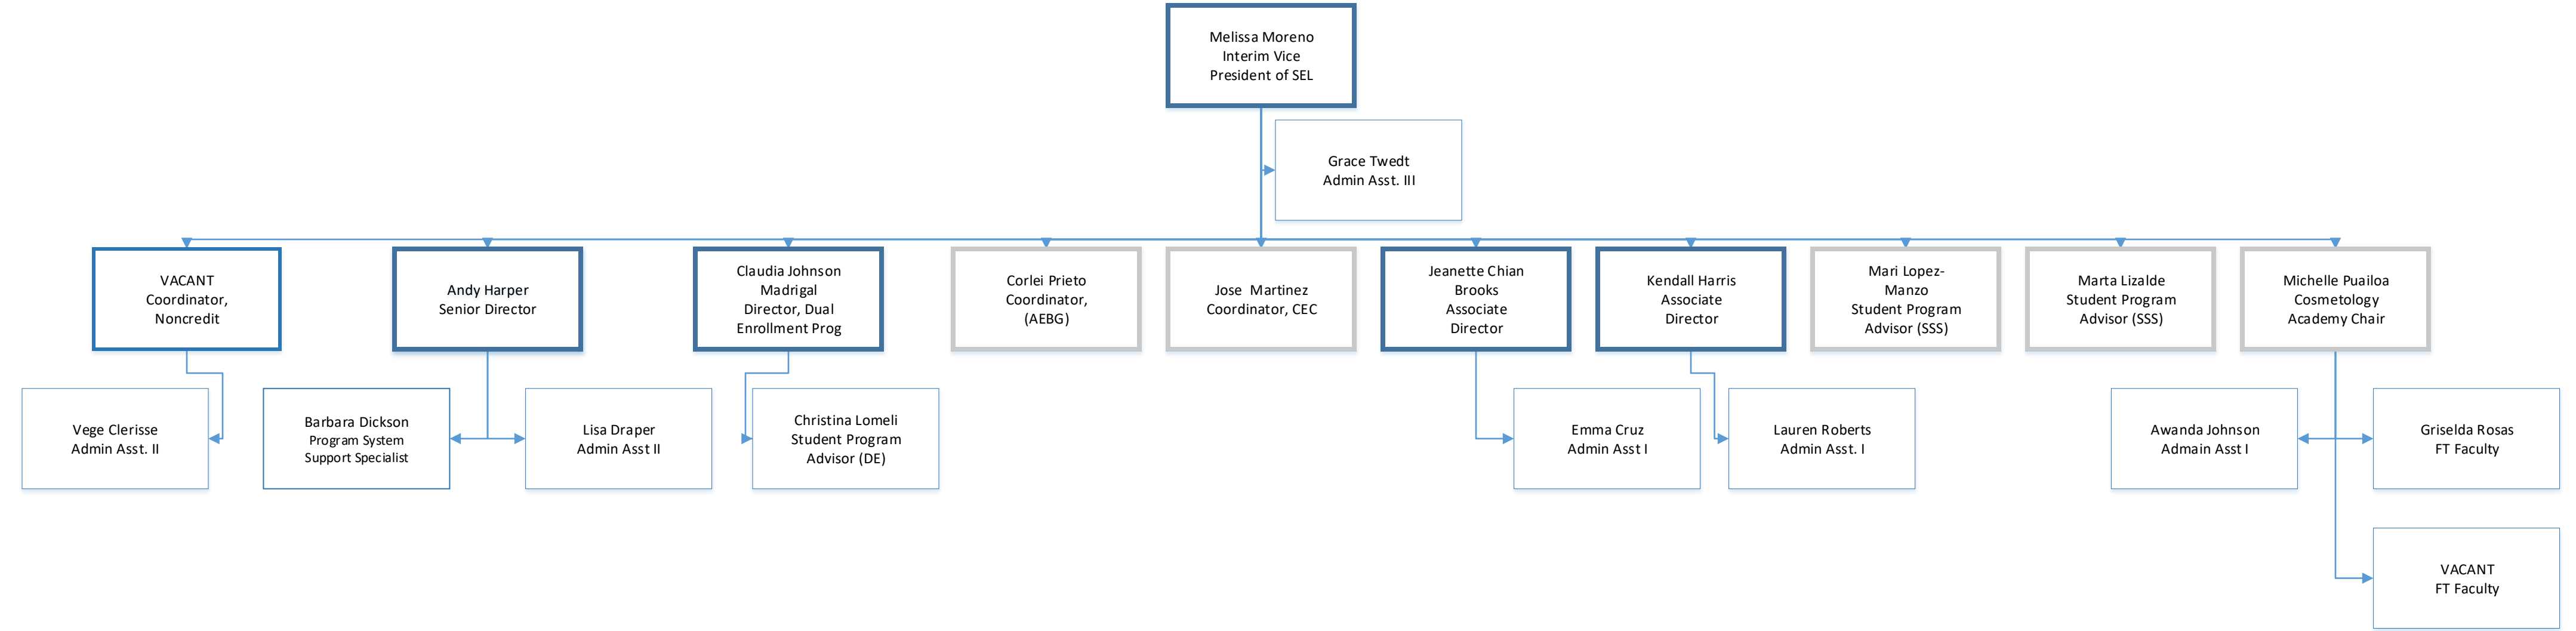 Melissa Moreno
Interim Vice
President of SEL
Grace Twedt
Admin Asst. III
VACANT
Coordinator,
Noncredit
Andy Harper
Senior Director
Claudia Johnson
Madrigal
Director, Dual
Enrollment Prog
Corlei Prieto
Coordinator,
(AEBG)
Jose  Martinez
Coordinator, CEC
Jeanette Chian
Brooks
Associate
Director
Kendall Harris
Associate
Director
Mari Lopez-
Manzo
Student Program
Advisor (SSS)
Marta Lizalde
Student Program
Advisor (SSS)
Michelle Puailoa
Cosmetology
Academy Chair
Vege Clerisse
Admin Asst. II
Barbara Dickson
Program System
Support Specialist
Lisa Draper
Admin Asst II
Christina Lomeli
Student Program
Advisor (DE)
Emma Cruz
Admin Asst I
Lauren Roberts
Admin Asst. I
Awanda Johnson
Admain Asst I
Griselda Rosas
FT Faculty
VACANT
FT Faculty